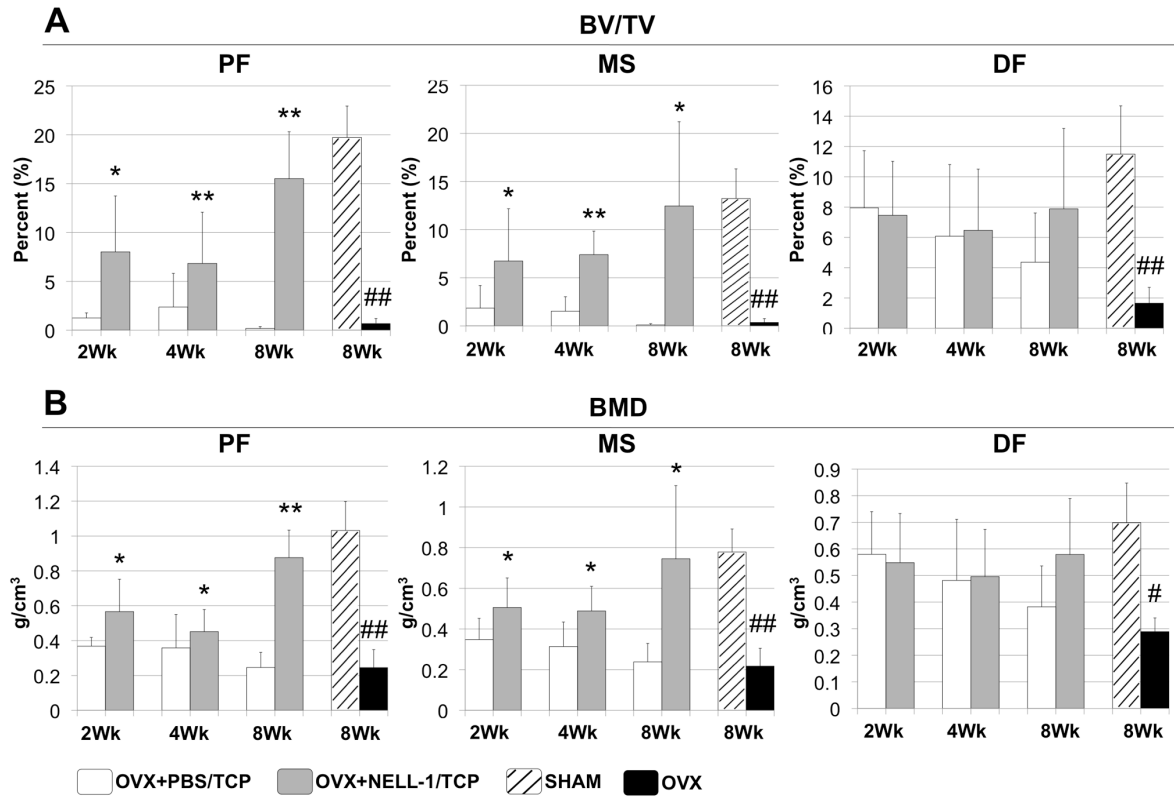 A
BV/TV
PF
MS
DF
25
20
15
10
5
0
Percent (%)
* ** **
##
2Wk 4Wk 8Wk 8Wk
25
20
15
10
5
0
Percent (%)
* ** *
##
2Wk 4Wk 8Wk 8Wk
16
14
12
10
8
6
4
2
0
Percent (%)
##
2Wk 4Wk 8Wk 8Wk
B
BMD
PF
MS
DF
1.4
1.2
1
0.8
0.6
0.4
0.2
0
g/cm³
* * **
##
2Wk 4Wk 8Wk 8Wk
1.2
1
0.8
0.6
0.4
0.2
0
g/cm³
* * *
##
2Wk 4Wk 8Wk 8Wk
0.9
0.8
0.7
0.6
0.5
0.4
0.3
0.2
0.1
0
g/cm³
#
2Wk 4Wk 8Wk 8Wk
OVX+PBS/TCP OVX+NELL-1/TCP SHAM OVX